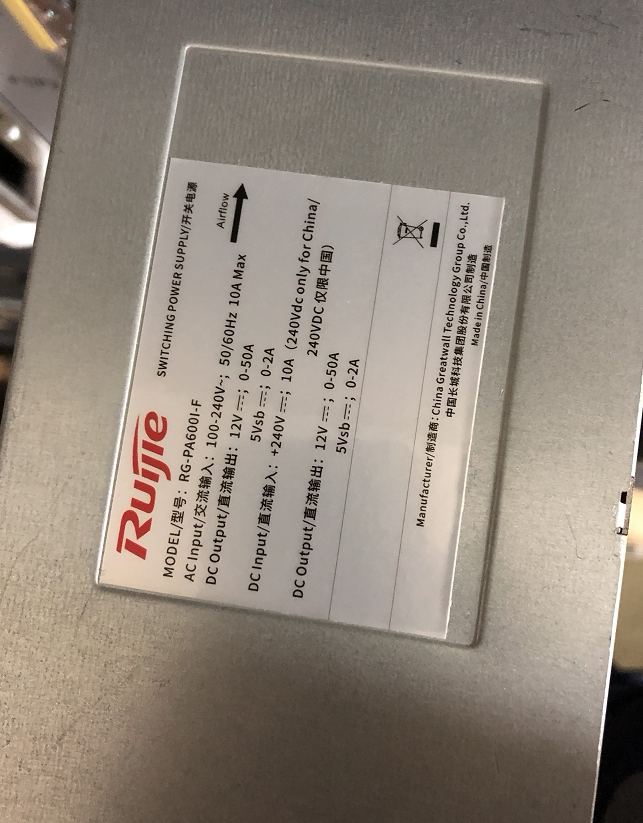 Ruijie
SWITCHING POWER SUPPLY/开关电源
MODEL/型号: RG-PA600I-F
AC Input/交流输入: 100-240V~; 50/60Hz 10A Max
DC Output/直流输出: 12V ⎓; 0-50A
5Vsb ⎓; 0-2A
Airflow
DC Input/直流输入: +240V ⎓; 10A (240Vdc only for China/
240VDC 仅限中国)
DC Output/直流输出: 12V ⎓; 0-50A
5Vsb ⎓; 0-2A
Manufacturer/制造商: China Greatwall Technology Group Co.,Ltd.
中国长城科技集团股份有限公司制造
Made in China/中国制造